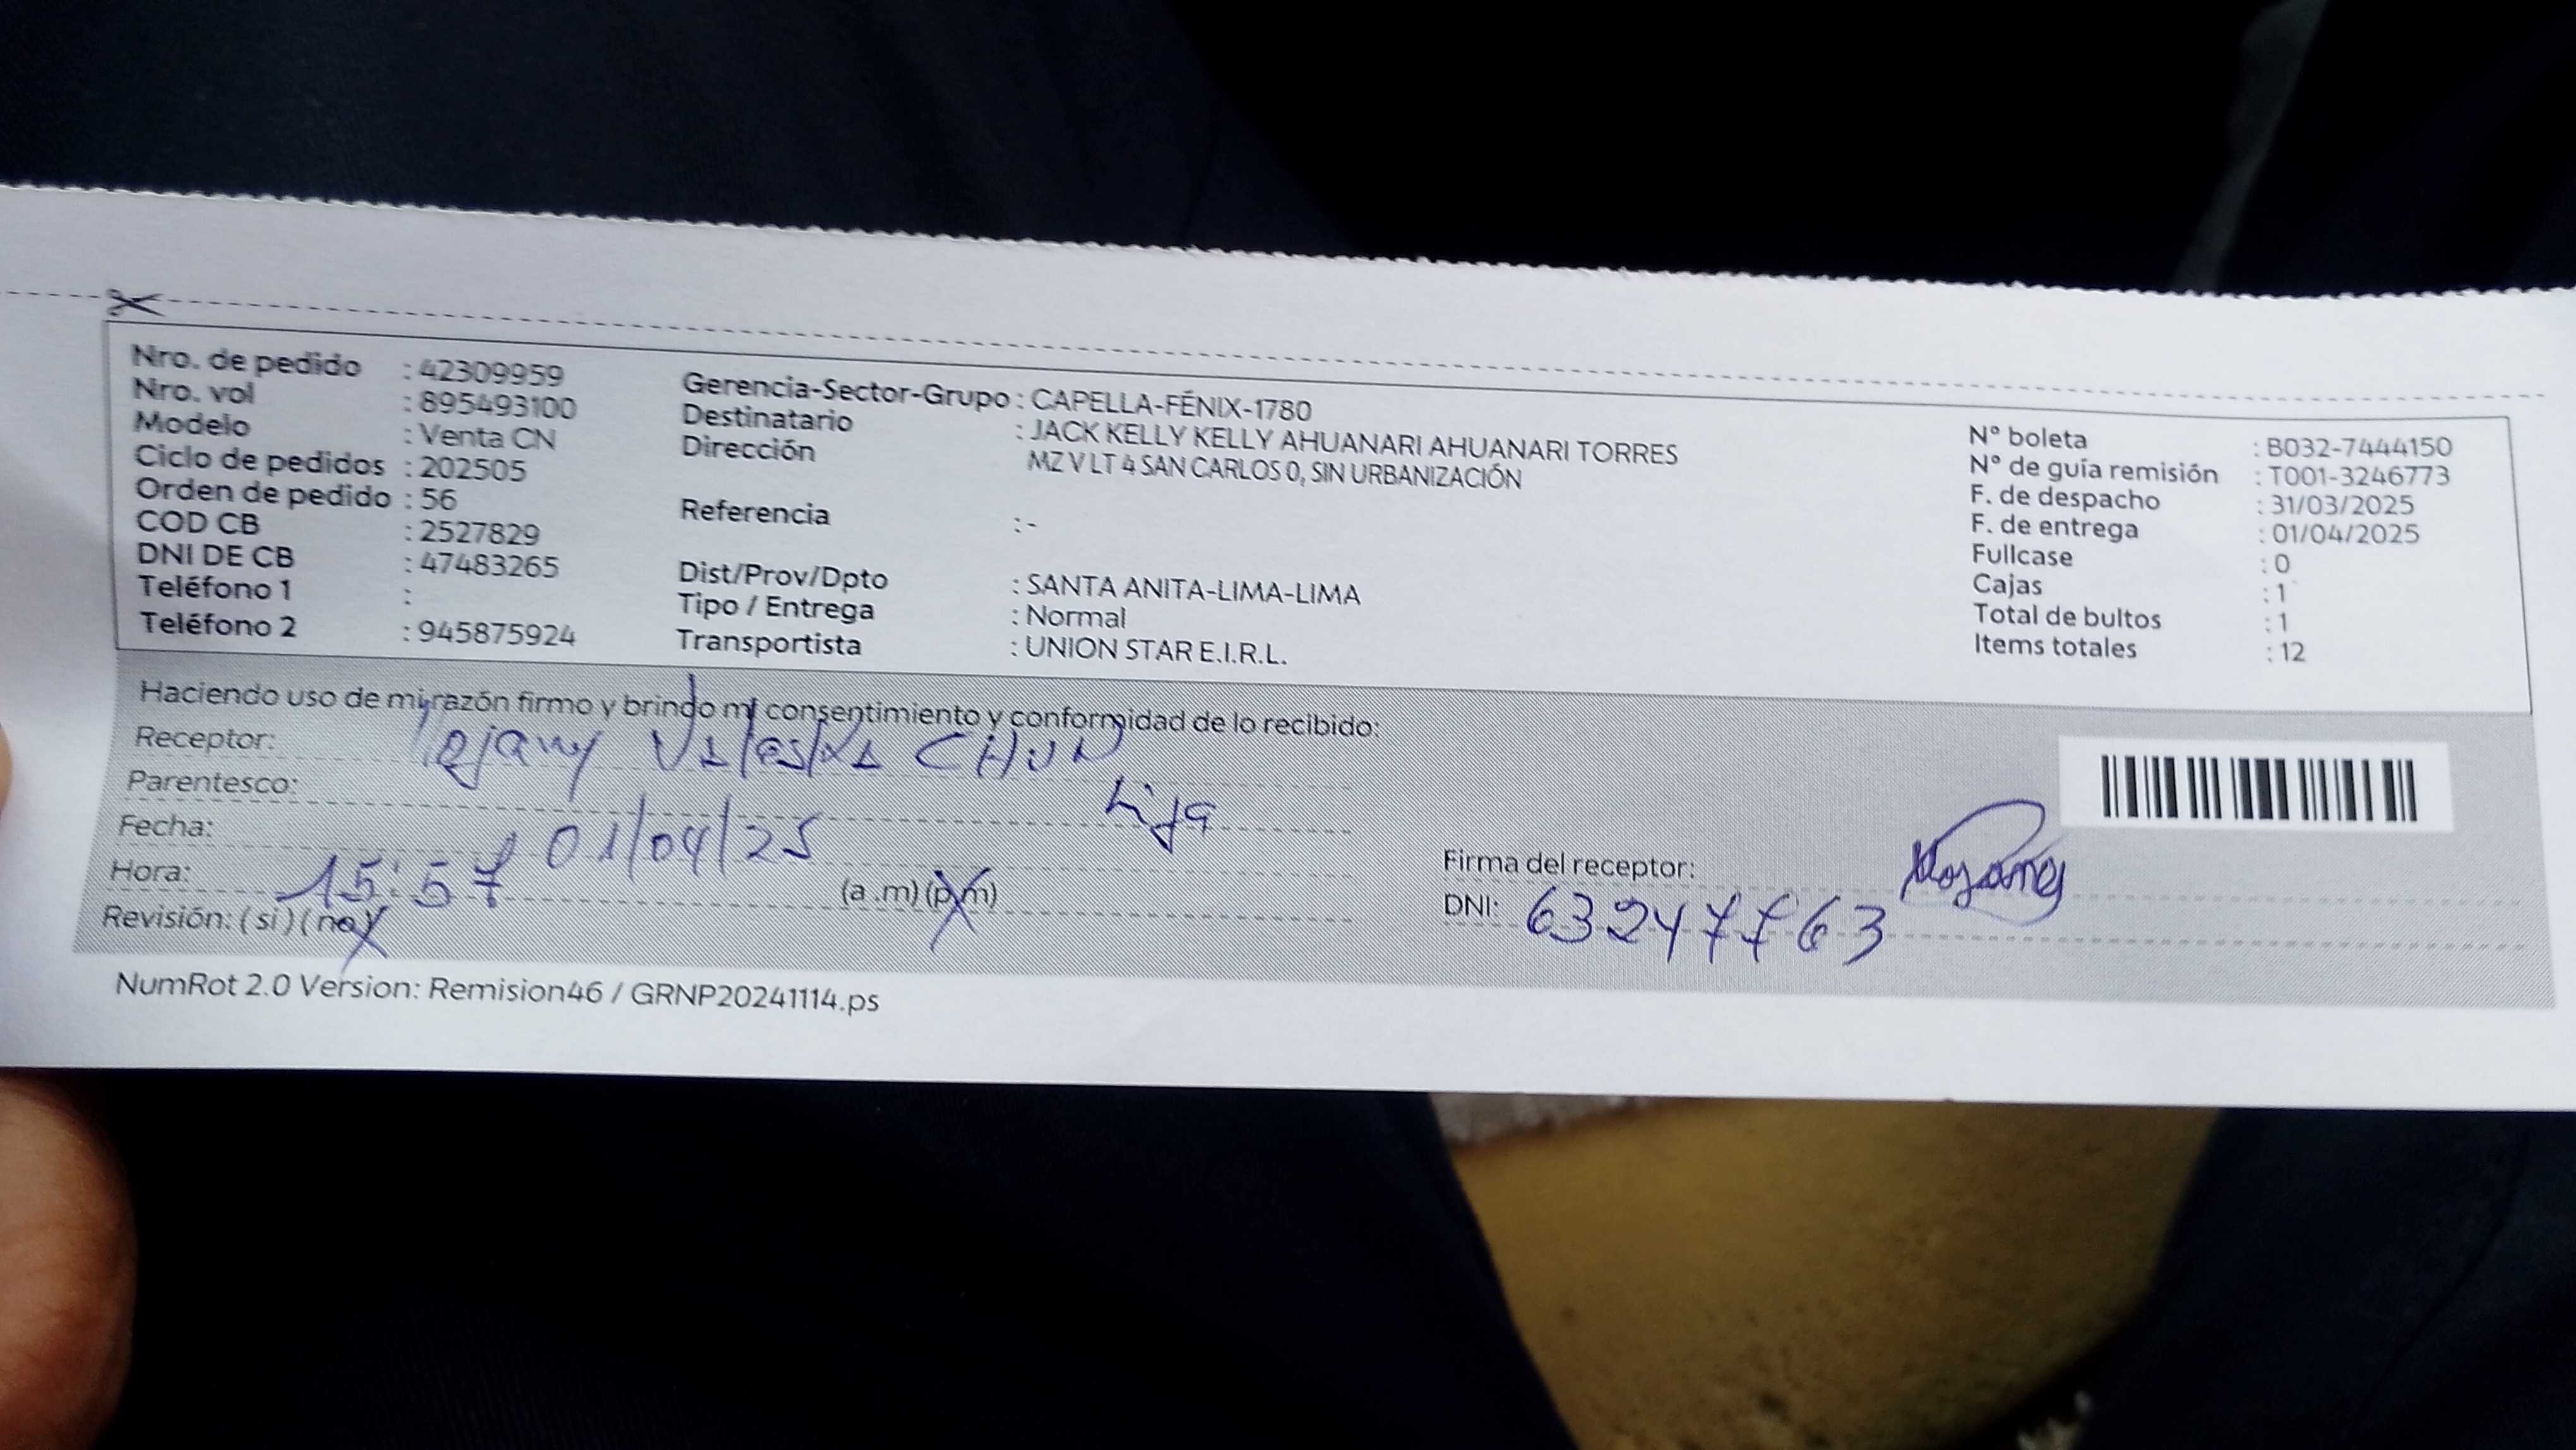 Nro. de pedido : 42309959
Nro. vol : 895493100
Modelo : Venta CN
Ciclo de pedidos : 202505
Orden de pedido : 56
COD CB : 2527829
DNI DE CB : 47483265
Teléfono 1 :
Teléfono 2 : 945875924
Gerencia-Sector-Grupo : CAPELLA-FÉNIX-1780
Destinatario : JACK KELLY KELLY AHUANARI AHUANARI TORRES
Dirección MZ V LT 4 SAN CARLOS 0, SIN URBANIZACIÓN
Referencia : -
Dist/Prov/Dpto : SANTA ANITA-LIMA-LIMA
Tipo / Entrega : Normal
Transportista : UNION STAR E.I.R.L.
N° boleta : B032-7444150
N° de guía remisión : T001-3246773
F. de despacho : 31/03/2025
F. de entrega : 01/04/2025
Fullcase : 0
Cajas : 1
Total de bultos : 1
Items totales : 12
Haciendo uso de mi razón firmo y brindo mi consentimiento y conformidad de lo recibido:
Receptor:
Parentesco: hija
Fecha: 01/04/25
Hora: 15:57 (a .m) (p.m)
Revisión: (si) (no)
Firma del receptor:
DNI: 63247763
NumRot 2.0 Version: Remision46 / GRNP20241114.ps